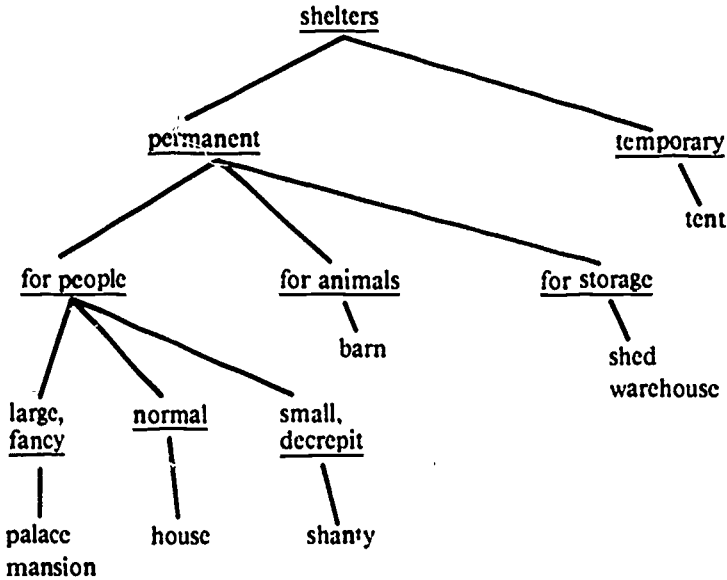 shelters
permanent
temporary
tent
for people
for animals
for storage
barn
shed
warehouse
large,
fancy
normal
small,
decrepit
palace
mansion
house
shanty